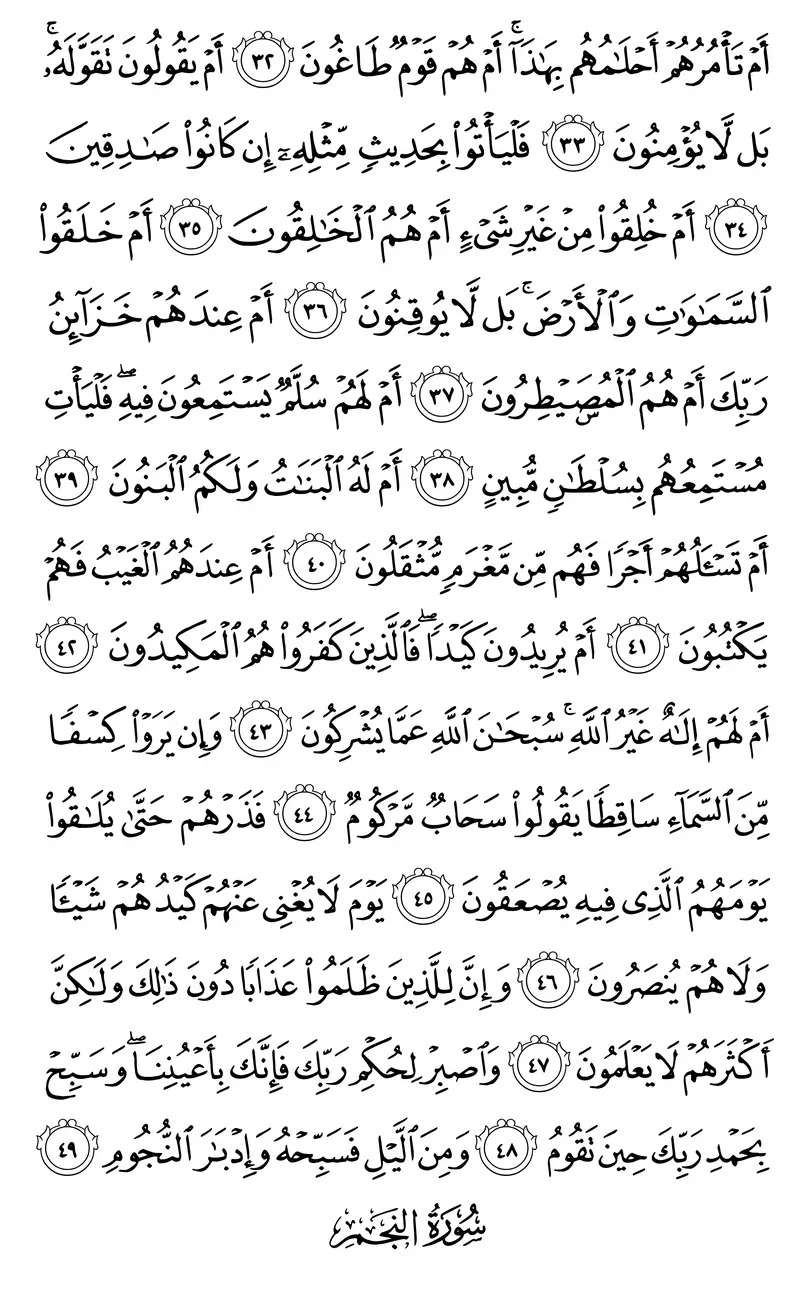 أَمۡ تَأۡمُرُهُمۡ أَحۡلَٰمُهُم بِهَٰذَآۚ أَمۡ هُمۡ قَوۡمٞ طَاغُونَ ٣٢ أَمۡ يَقُولُونَ تَقَوَّلَهُۥۚ
بَل لَّا يُؤۡمِنُونَ ٣٣ فَلۡيَأۡتُواْ بِحَدِيثٖ مِّثۡلِهِۦٓ إِن كَانُواْ صَٰدِقِينَ
٣٤ أَمۡ خُلِقُواْ مِنۡ غَيۡرِ شَيۡءٍ أَمۡ هُمُ ٱلۡخَٰلِقُونَ ٣٥ أَمۡ خَلَقُواْ
ٱلسَّمَٰوَٰتِ وَٱلۡأَرۡضَۚ بَل لَّا يُوقِنُونَ ٣٦ أَمۡ عِندَهُمۡ خَزَآئِنُ
رَبِّكَ أَمۡ هُمُ ٱلۡمُصَۜيۡطِرُونَ ٣٧ أَمۡ لَهُمۡ سُلَّمٞ يَسۡتَمِعُونَ فِيهِۖ فَلۡيَأۡتِ
مُسۡتَمِعُهُم بِسُلۡطَٰنٖ مُّبِينٍ ٣٨ أَمۡ لَهُ ٱلۡبَنَٰتُ وَلَكُمُ ٱلۡبَنُونَ ٣٩
أَمۡ تَسۡـَٔلُهُمۡ أَجۡرٗا فَهُم مِّن مَّغۡرَمٖ مُّثۡقَلُونَ ٤٠ أَمۡ عِندَهُمُ ٱلۡغَيۡبُ فَهُمۡ
يَكۡتُبُونَ ٤١ أَمۡ يُرِيدُونَ كَيۡدٗاۖ فَٱلَّذِينَ كَفَرُواْ هُمُ ٱلۡمَكِيدُونَ ٤٢
أَمۡ لَهُمۡ إِلَٰهٌ غَيۡرُ ٱللَّهِۚ سُبۡحَٰنَ ٱللَّهِ عَمَّا يُشۡرِكُونَ ٤٣ وَإِن يَرَوۡاْ كِسۡفٗا
مِّنَ ٱلسَّمَآءِ سَاقِطٗا يَقُولُواْ سَحَابٞ مَّرۡكُومٞ ٤٤ فَذَرۡهُمۡ حَتَّىٰ يُلَٰقُواْ
يَوۡمَهُمُ ٱلَّذِي فِيهِ يُصۡعَقُونَ ٤٥ يَوۡمَ لَا يُغۡنِي عَنۡهُمۡ كَيۡدُهُمۡ شَيۡـٔٗا
وَلَا هُمۡ يُنصَرُونَ ٤٦ وَإِنَّ لِلَّذِينَ ظَلَمُواْ عَذَابٗا دُونَ ذَٰلِكَ وَلَٰكِنَّ
أَكۡثَرَهُمۡ لَا يَعۡلَمُونَ ٤٧ وَٱصۡبِرۡ لِحُكۡمِ رَبِّكَ فَإِنَّكَ بِأَعۡيُنِنَاۖ وَسَبِّحۡ
بِحَمۡدِ رَبِّكَ حِينَ تَقُومُ ٤٨ وَمِنَ ٱلَّيۡلِ فَسَبِّحۡهُ وَإِدۡبَٰرَ ٱلنُّجُومِ ٤٩
سُورَةُ النَّجۡمِ